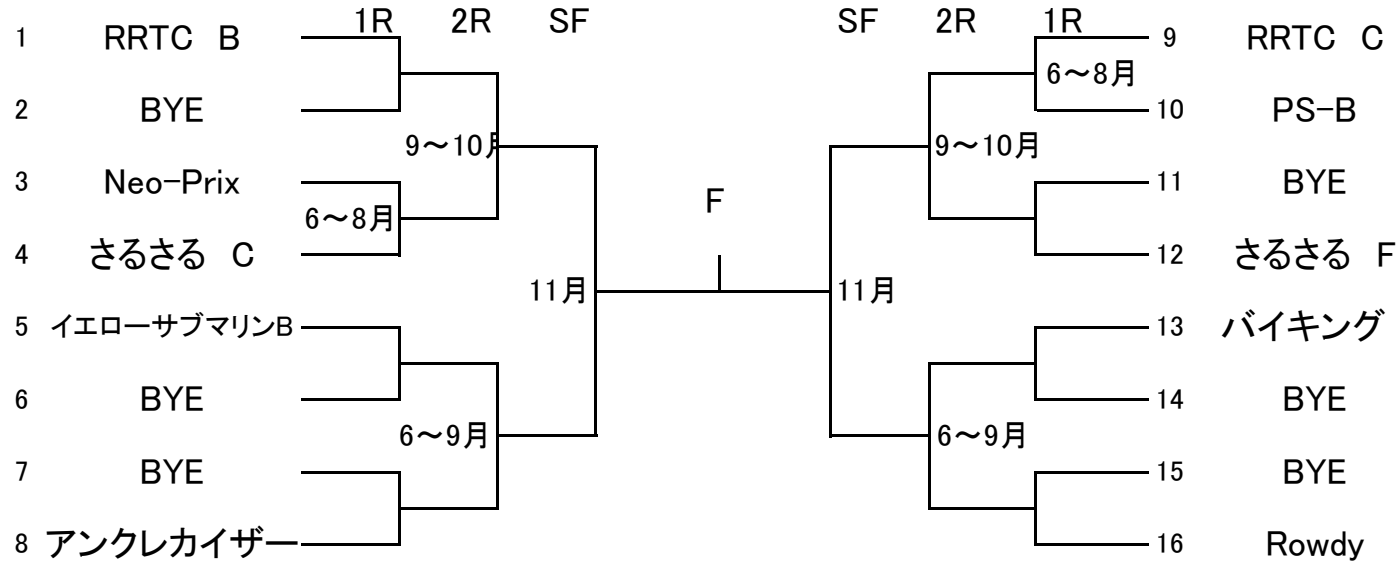 1R 2R SF SF 2R 1R
1 RRTC B 9 RRTC C
6～8月
2 BYE 10 PS-B
9～10月 9～10月
3 Neo-Prix 11 BYE
6～8月 F
4 さるさる C 12 さるさる F
11月 11月
5 イエローサブマリンB 13 バイキング
6 BYE 14 BYE
6～9月 6～9月
7 BYE 15 BYE
8 アンクレカイザー 16 Rowdy